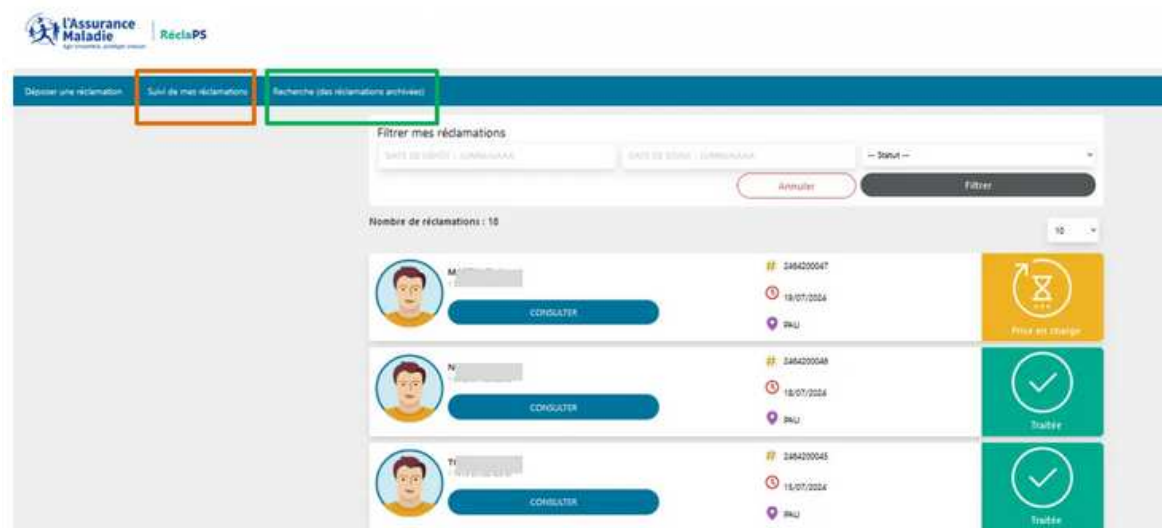 l'Assurance
Maladie
RéclaPS
Déposer une réclamation
Suivi de mes réclamations
Recherche (des réclamations archivées)
Filtrer mes réclamations
-- Statut --
Annuler
Filtrer
Nombre de réclamations : 10
10
M
CONSULTER
# 2464200047
19/07/2024
PAU
Prise en charge
N
CONSULTER
# 2464200046
18/07/2024
PAU
Traitée
CONSULTER
# 2464200045
15/07/2024
PAU
Traitée